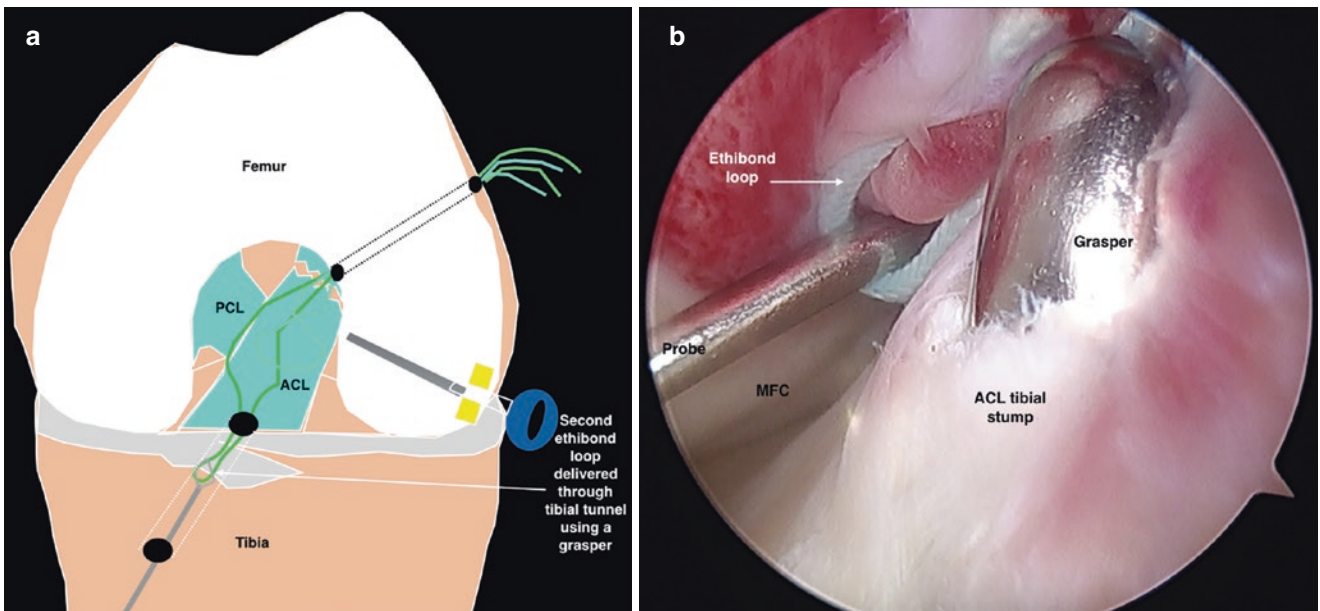 a
Femur
PCL
ACL
Second
ethibond
loop
delivered
through
tibial tunnel
using a
grasper
Tibia
b
Ethibond
loop
Grasper
Probe
MFC
ACL tibial
stump